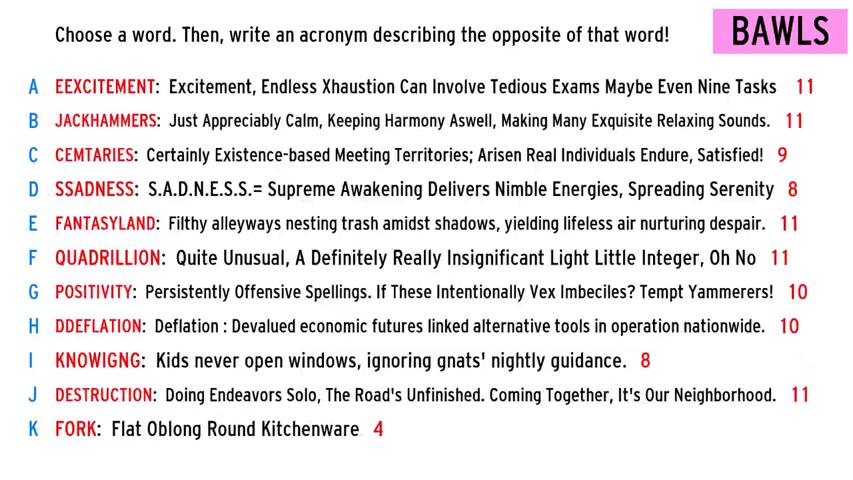 Choose a word. Then, write an acronym describing the opposite of that word!
BAWLS
A EEXCITEMENT: Excitement, Endless Xhaustion Can Involve Tedious Exams Maybe Even Nine Tasks 11
B JACKHAMMERS: Just Appreciably Calm, Keeping Harmony Aswell, Making Many Exquisite Relaxing Sounds. 11
C CEMTARIES: Certainly Existence-based Meeting Territories; Arisen Real Individuals Endure, Satisfied! 9
D SSADNESS: S.A.D.N.E.S.S.= Supreme Awakening Delivers Nimble Energies, Spreading Serenity 8
E FANTASYLAND: Filthy alleyways nesting trash amidst shadows, yielding lifeless air nurturing despair. 11
F QUADRILLION: Quite Unusual, A Definitely Really Insignificant Light Little Integer, Oh No 11
G POSITIVITY: Persistently Offensive Spellings. If These Intentionally Vex Imbeciles? Tempt Yammerers! 10
H DDEFLATION: Deflation : Devalued economic futures linked alternative tools in operation nationwide. 10
I KNOWIGNG: Kids never open windows, ignoring gnats' nightly guidance. 8
J DESTRUCTION: Doing Endeavors Solo, The Road's Unfinished. Coming Together, It's Our Neighborhood. 11
K FORK: Flat Oblong Round Kitchenware 4